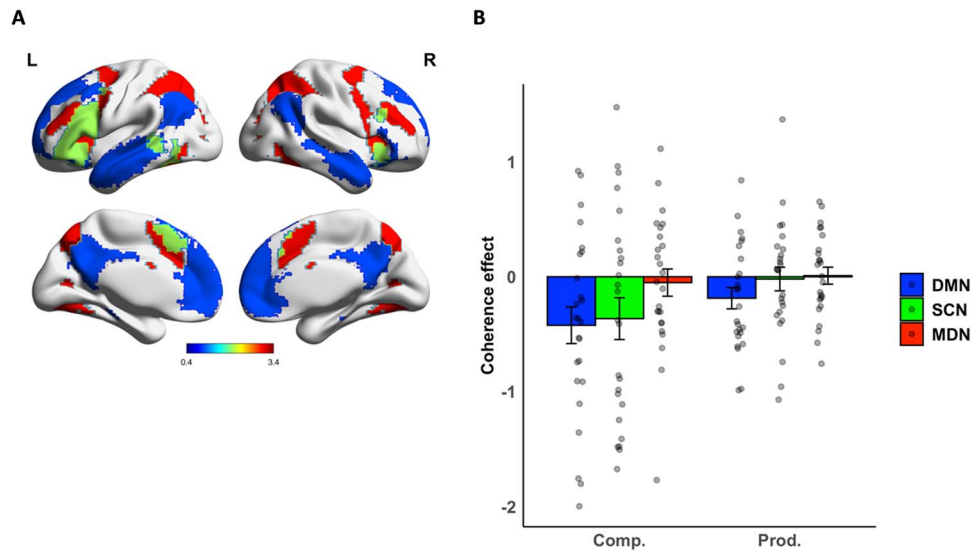 A
B
L
R
0.4
3.4
Coherence effect
1
0
-1
-2
Comp.
Prod.
DMN
SCN
MDN